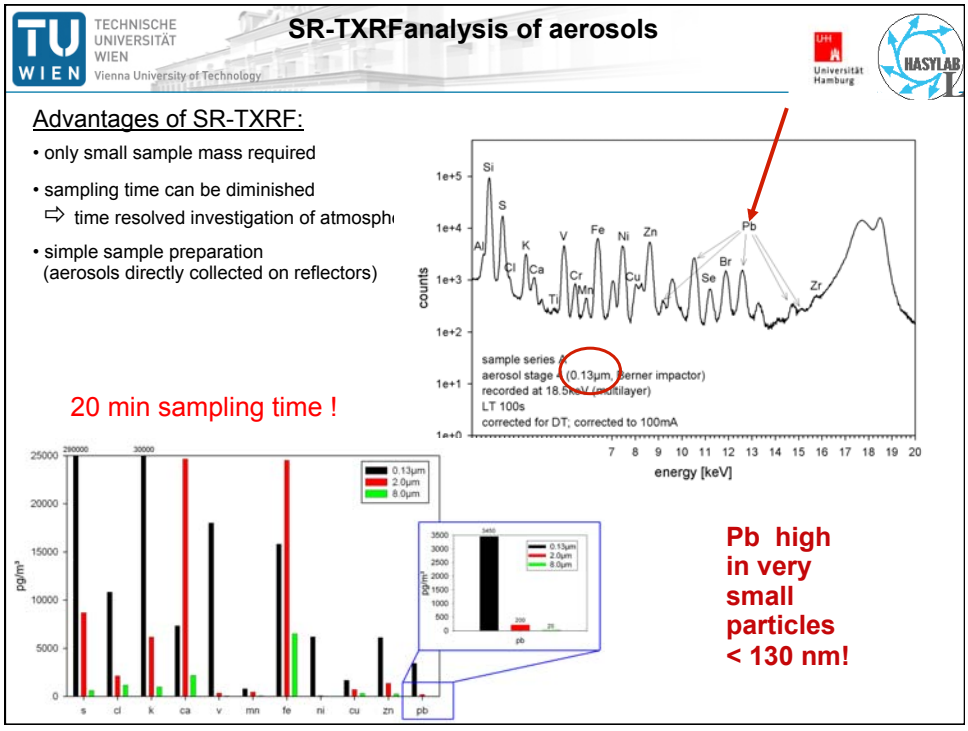 TU
WIEN
TECHNISCHE
UNIVERSITÄT
WIEN
Vienna University of Technology
SR-TXRFanalysis of aerosols
UHH
Universität
Hamburg
HASYLAB
L
Advantages of SR-TXRF:
• only small sample mass required
• sampling time can be diminished
⇨ time resolved investigation of atmosph
• simple sample preparation
(aerosols directly collected on reflectors)
20 min sampling time !
counts
1e+5
1e+4
1e+3
1e+2
1e+1
1e+0
Al
Si
S
Cl
K
Ca
Ti
V
Cr
Mn
Fe
Ni
Cu
Zn
Pb
Se
Br
Zr
sample series A
aerosol stage 4 (0.13µm, Berner impactor)
recorded at 18.5keV (multilayer)
LT 100s
corrected for DT; corrected to 100mA
7 8 9 10 11 12 13 14 15 16 17 18 19 20
energy [keV]
290000 30000
25000
20000
15000
10000
5000
0
pg/m³
0.13µm
2.0µm
8.0µm
s cl k ca v mn fe ni cu zn pb
3500
3000
2500
2000
1500
1000
500
0
pg/m³
3450
200
20
0.13µm
2.0µm
8.0µm
pb
Pb high
in very
small
particles
< 130 nm!